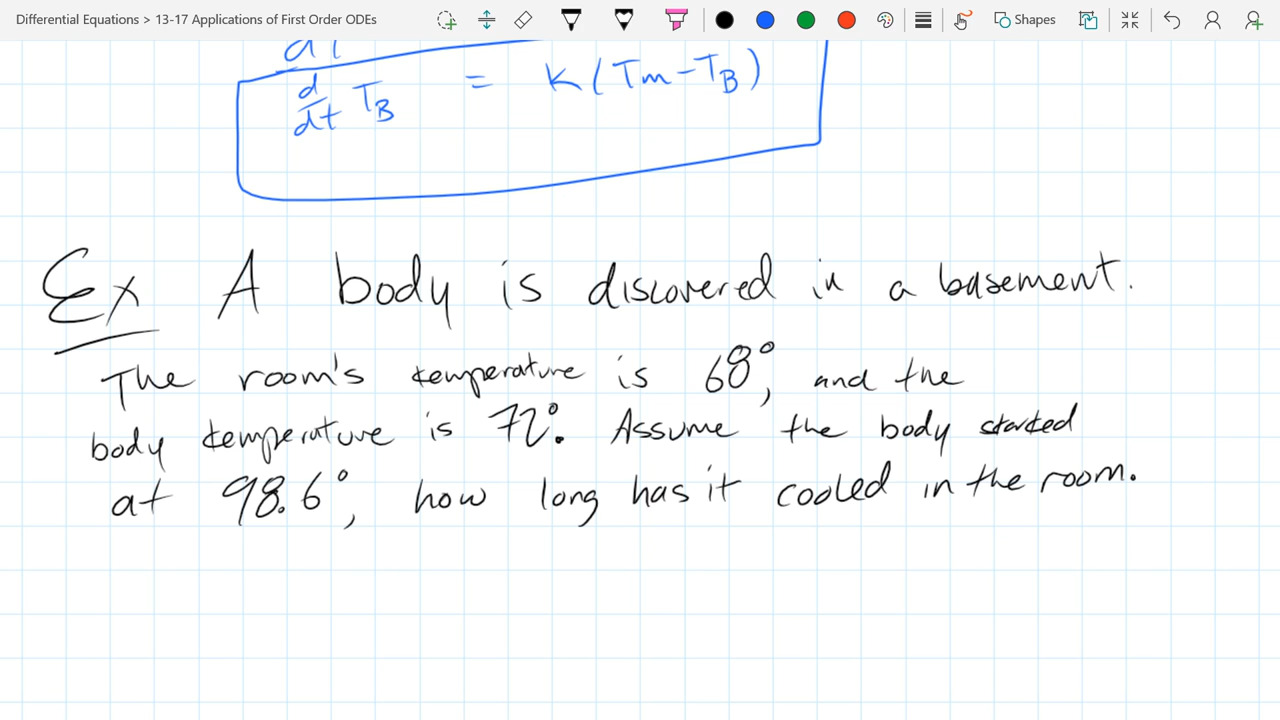 Differential Equations > 13-17 Applications of First Order ODEs
Shapes
d/dt T_B = K(Tm - T_B)
Ex A body is discovered in a basement.
The room's temperature is 68°, and the
body temperature is 72°. Assume the body started
at 98.6°, how long has it cooled in the room.